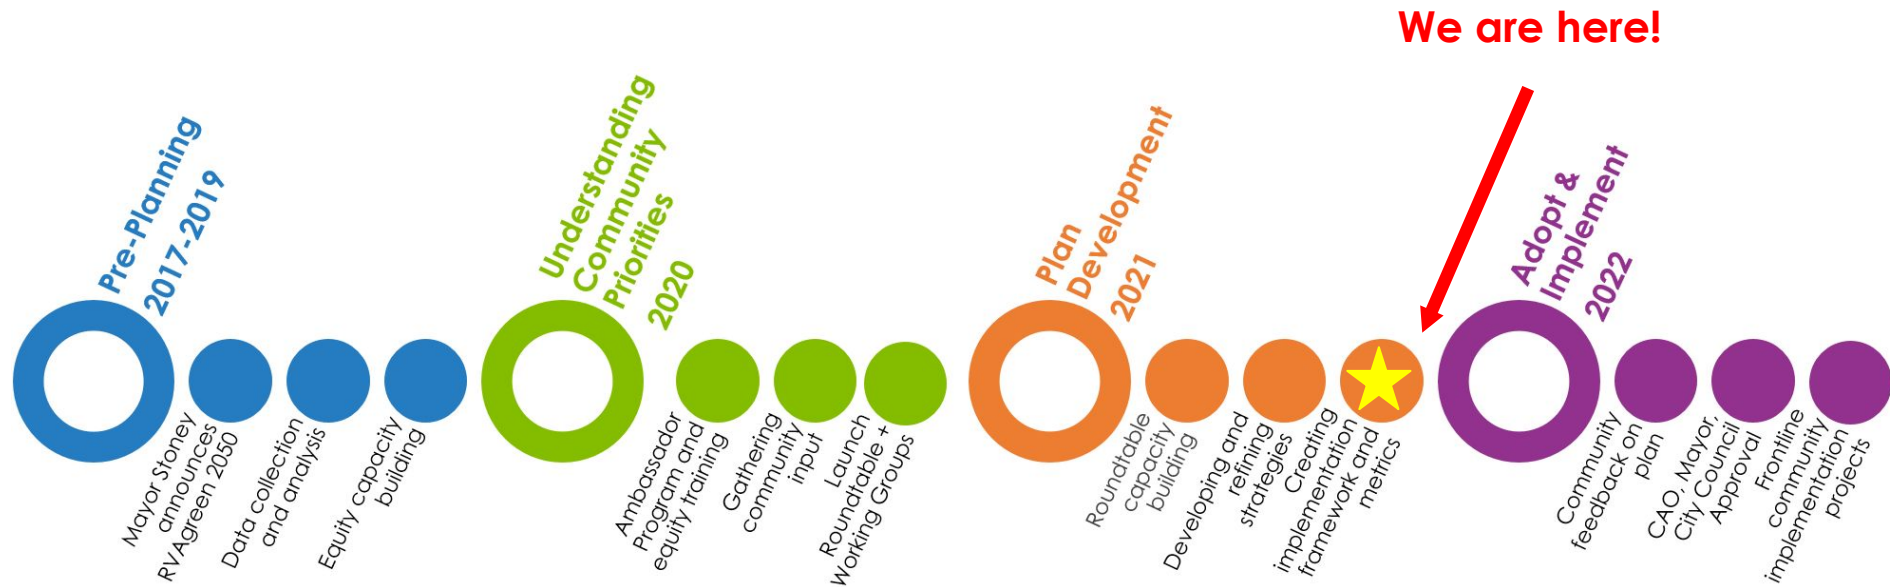 We are here!
Pre-Planning
2017-2019
Mayor Stoney
announces
RVAgreen 2050
Data collection
and analysis
Equity capacity
building
Understanding
Community
Priorities
2020
Ambassador
Program and
equity training
Gathering
community
input
Launch
Roundtable +
Working Groups
Plan
Development
2021
Roundtable
capacity
building
Developing and
refining
strategies
Creating
implementation
framework and
metrics
Adopt &
Implement
2022
Community
feedback on
plan
CAO, Mayor,
City Council
Approval
Frontline
community
implementation
projects